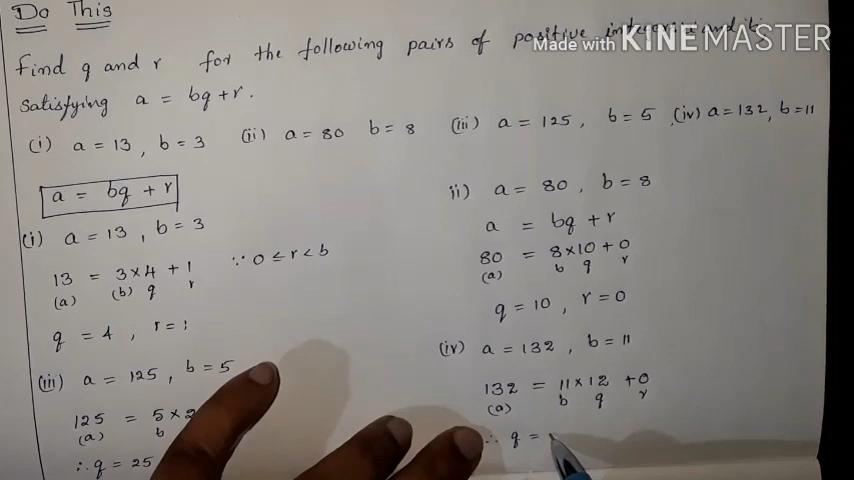 Do This
Find q and r for the following pairs of positive
Made with KINEMASTER
satisfying a = bq + r.
(i) a = 13, b = 3 (ii) a = 80 b = 8 (iii) a = 125, b = 5, (iv) a = 132, b = 11
a = bq + r
(i) a = 13, b = 3
13 = 3 × 4 + 1 ∵ 0 ≤ r < b
(a) (b) q r
q = 4, r = 1
(iii) a = 125, b = 5
125 = 5 × 2
(a) b
∴ q = 25
ii) a = 80, b = 8
a = bq + r
80 = 8 × 10 + 0
(a) b q r
q = 10, r = 0
(iv) a = 132, b = 11
132 = 11 × 12 + 0
(a) b q r
∴ q =